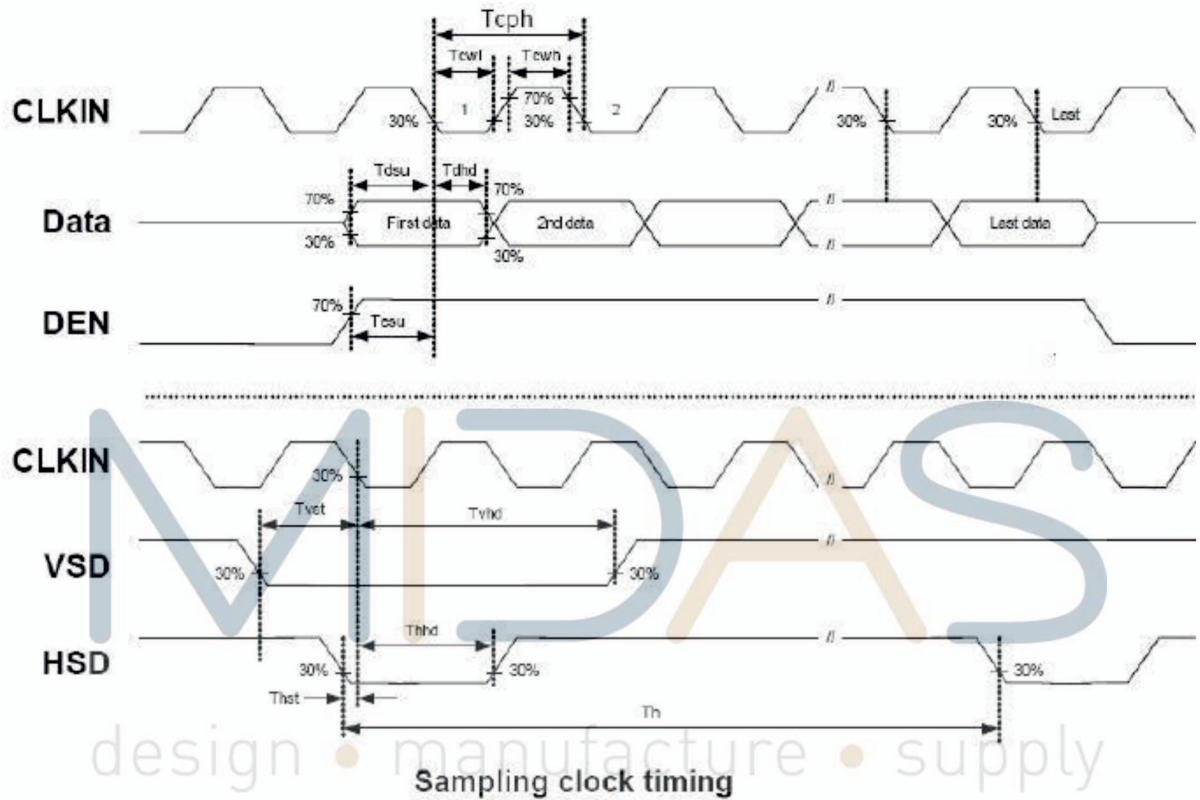 Tcph
Tcwl Tcwh
CLKIN 30% 1 70% 30% 2 30% 30% Last
Tdsu Tdhd
70% 70%
Data First data 2nd data Last data
30% 30%
DEN 70%
Tesu
CLKIN 30%
Tvst Tvhd
VSD 30% 30%
Thhd
HSD 30% 30% 30%
Thst
Th
MIDAS
design • manufacture • supply
Sampling clock timing